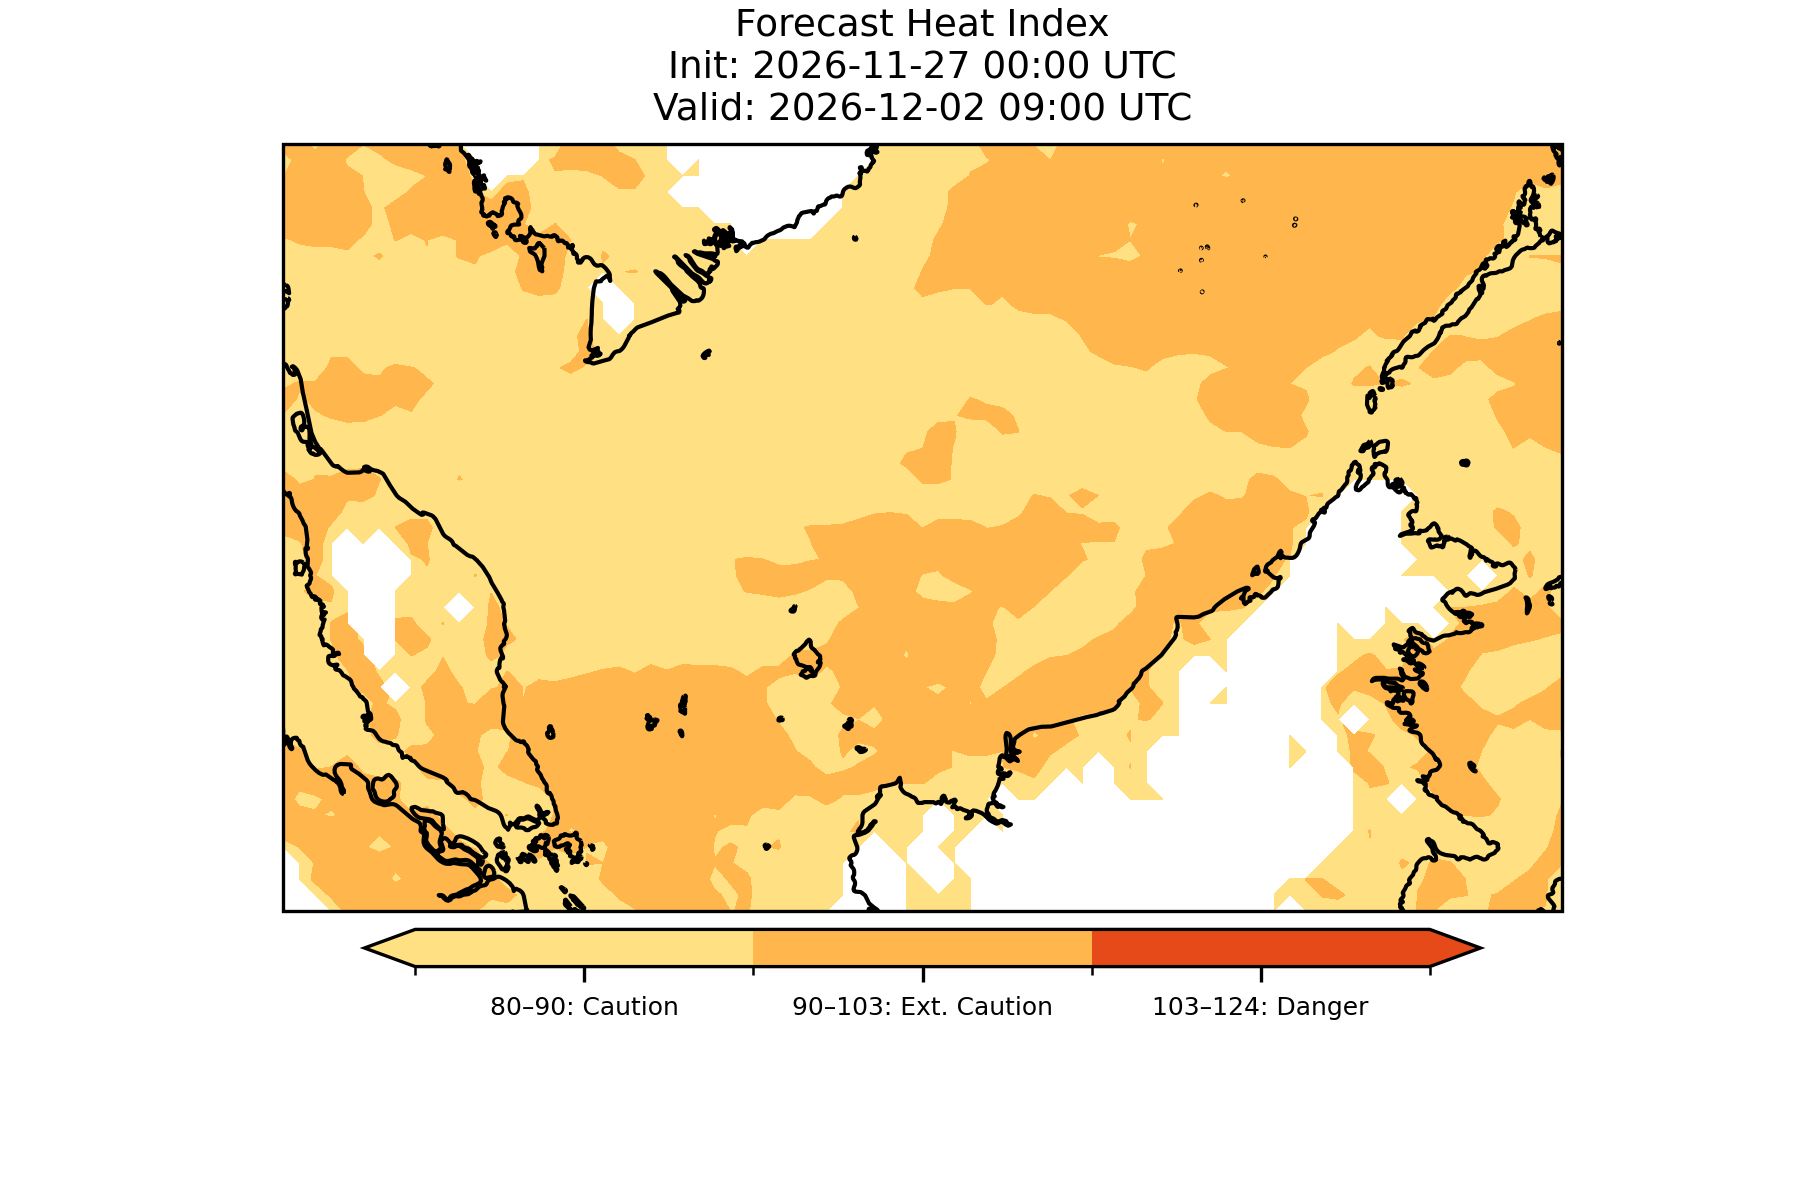 Forecast Heat Index
Init: 2026-11-27 00:00 UTC
Valid: 2026-12-02 09:00 UTC
80–90: Caution
90–103: Ext. Caution
103–124: Danger